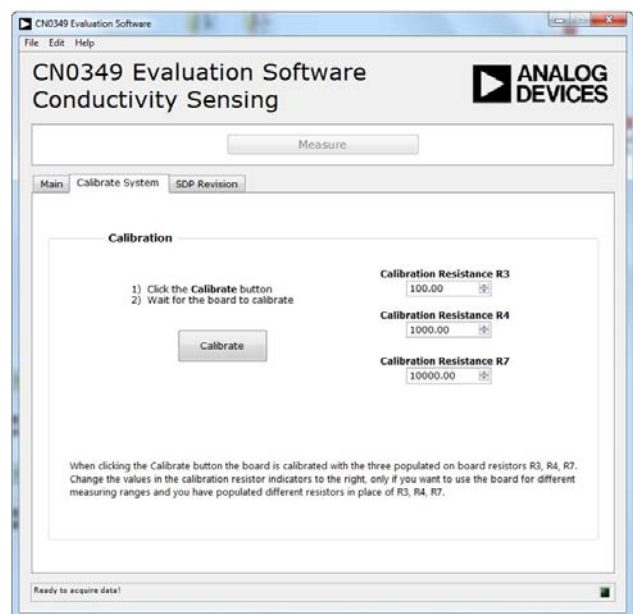 CN0349 Evaluation Software
File Edit Help
CN0349 Evaluation Software
Conductivity Sensing
ANALOG
DEVICES
Measure
Main
Calibrate System
SDP Revision
Calibration
1) Click the Calibrate button
2) Wait for the board to calibrate
Calibrate
Calibration Resistance R3
100.00
Calibration Resistance R4
1000.00
Calibration Resistance R7
10000.00
When clicking the Calibrate button the board is calibrated with the three populated on board resistors R3, R4, R7.
Change the values in the calibration resistor indicators to the right, only if you want to use the board for different
measuring ranges and you have populated different resistors in place of R3, R4, R7.
Ready to acquire data!